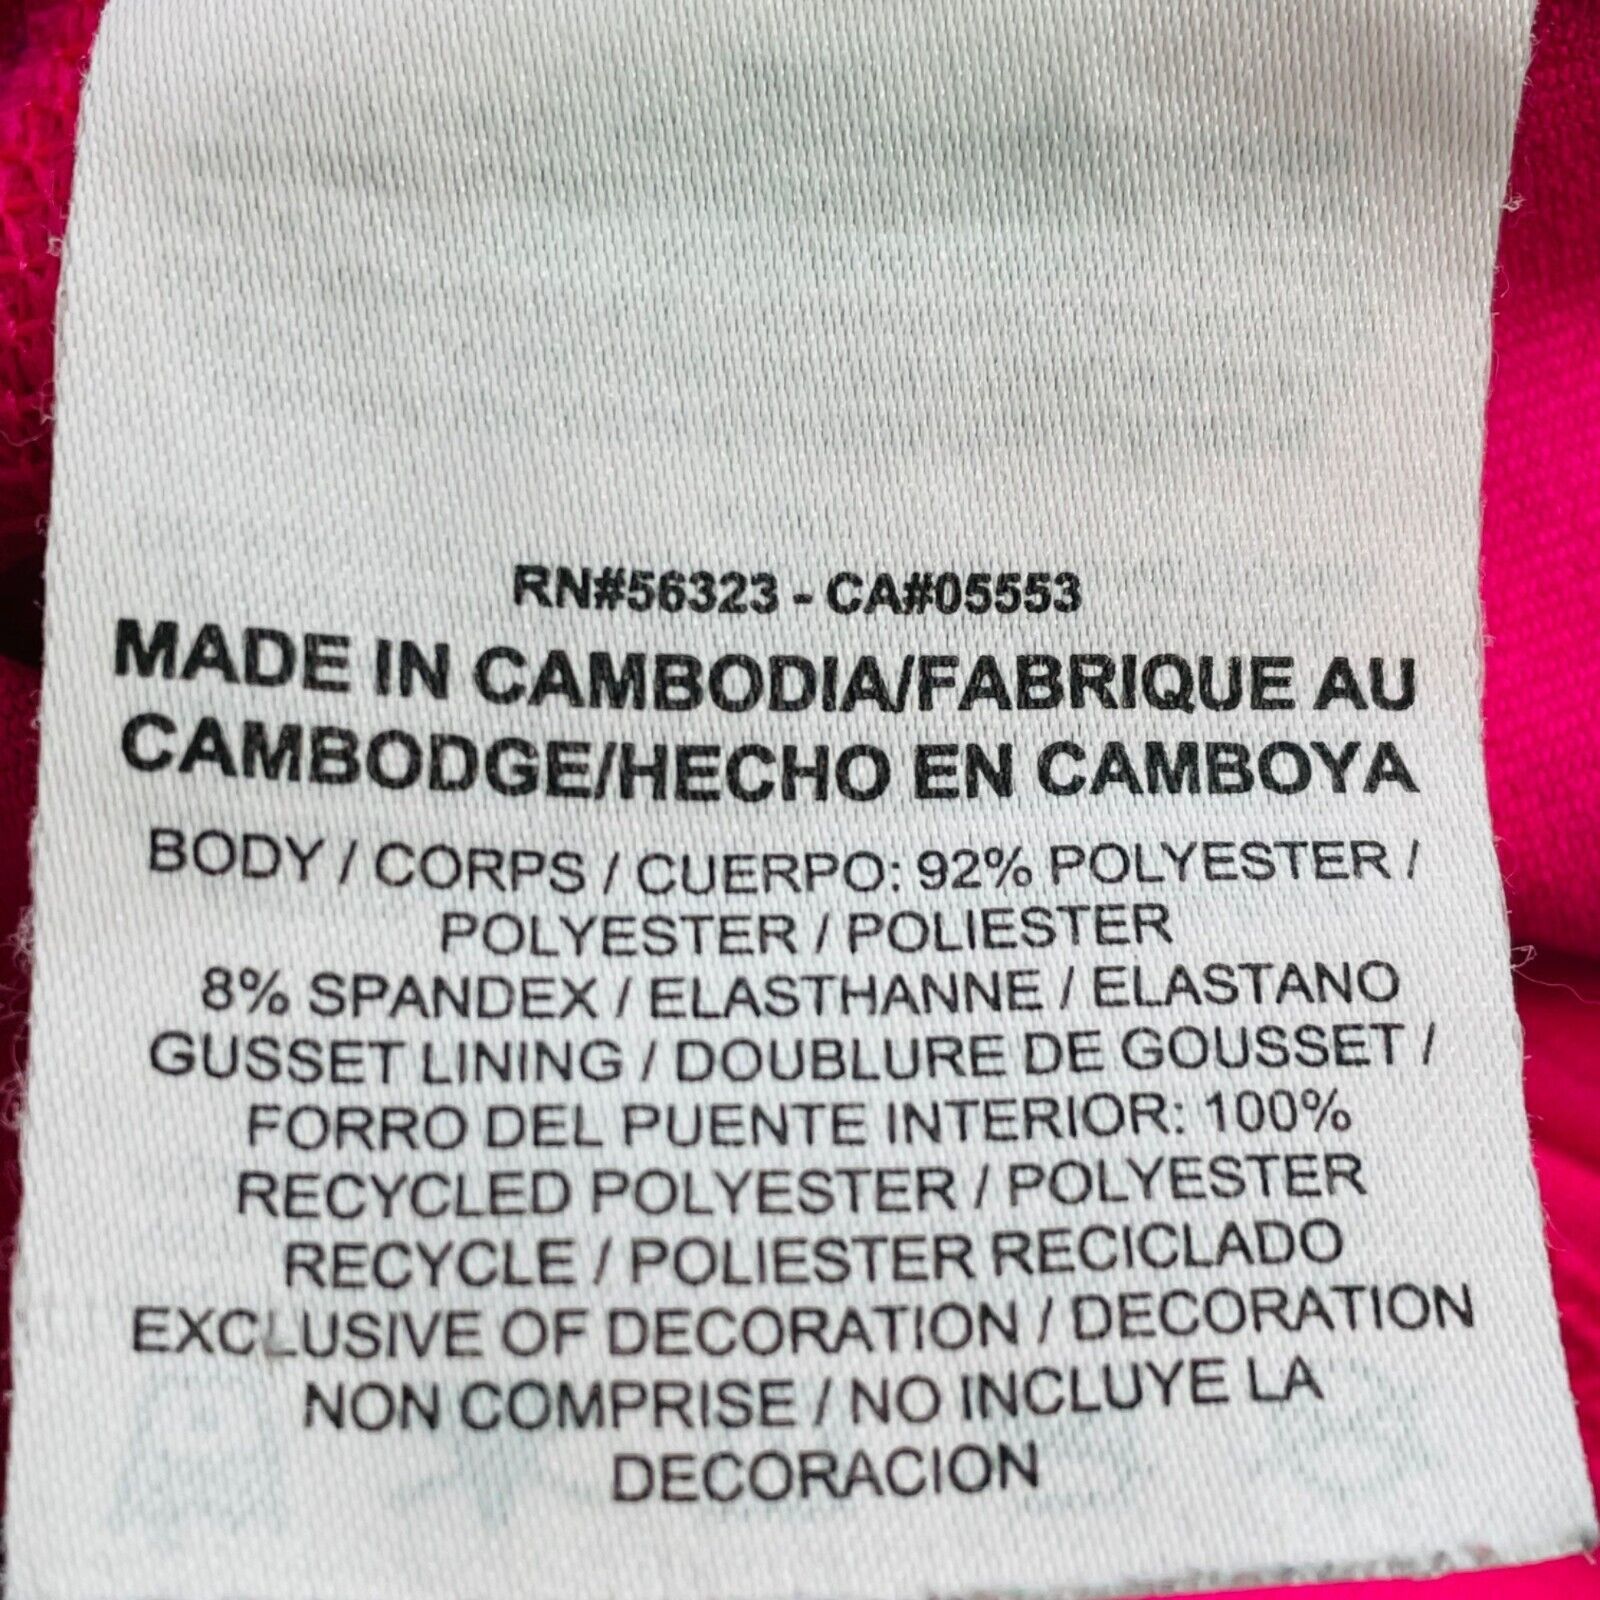 RN#56323 - CA#05553
MADE IN CAMBODIA/FABRIQUE AU
CAMBODGE/HECHO EN CAMBOYA
BODY / CORPS / CUERPO: 92% POLYESTER /
POLYESTER / POLIESTER
8% SPANDEX / ELASTHANNE / ELASTANO
GUSSET LINING / DOUBLURE DE GOUSSET /
FORRO DEL PUENTE INTERIOR: 100%
RECYCLED POLYESTER / POLYESTER
RECYCLE / POLIESTER RECICLADO
EXCLUSIVE OF DECORATION / DECORATION
NON COMPRISE / NO INCLUYE LA
DECORACION